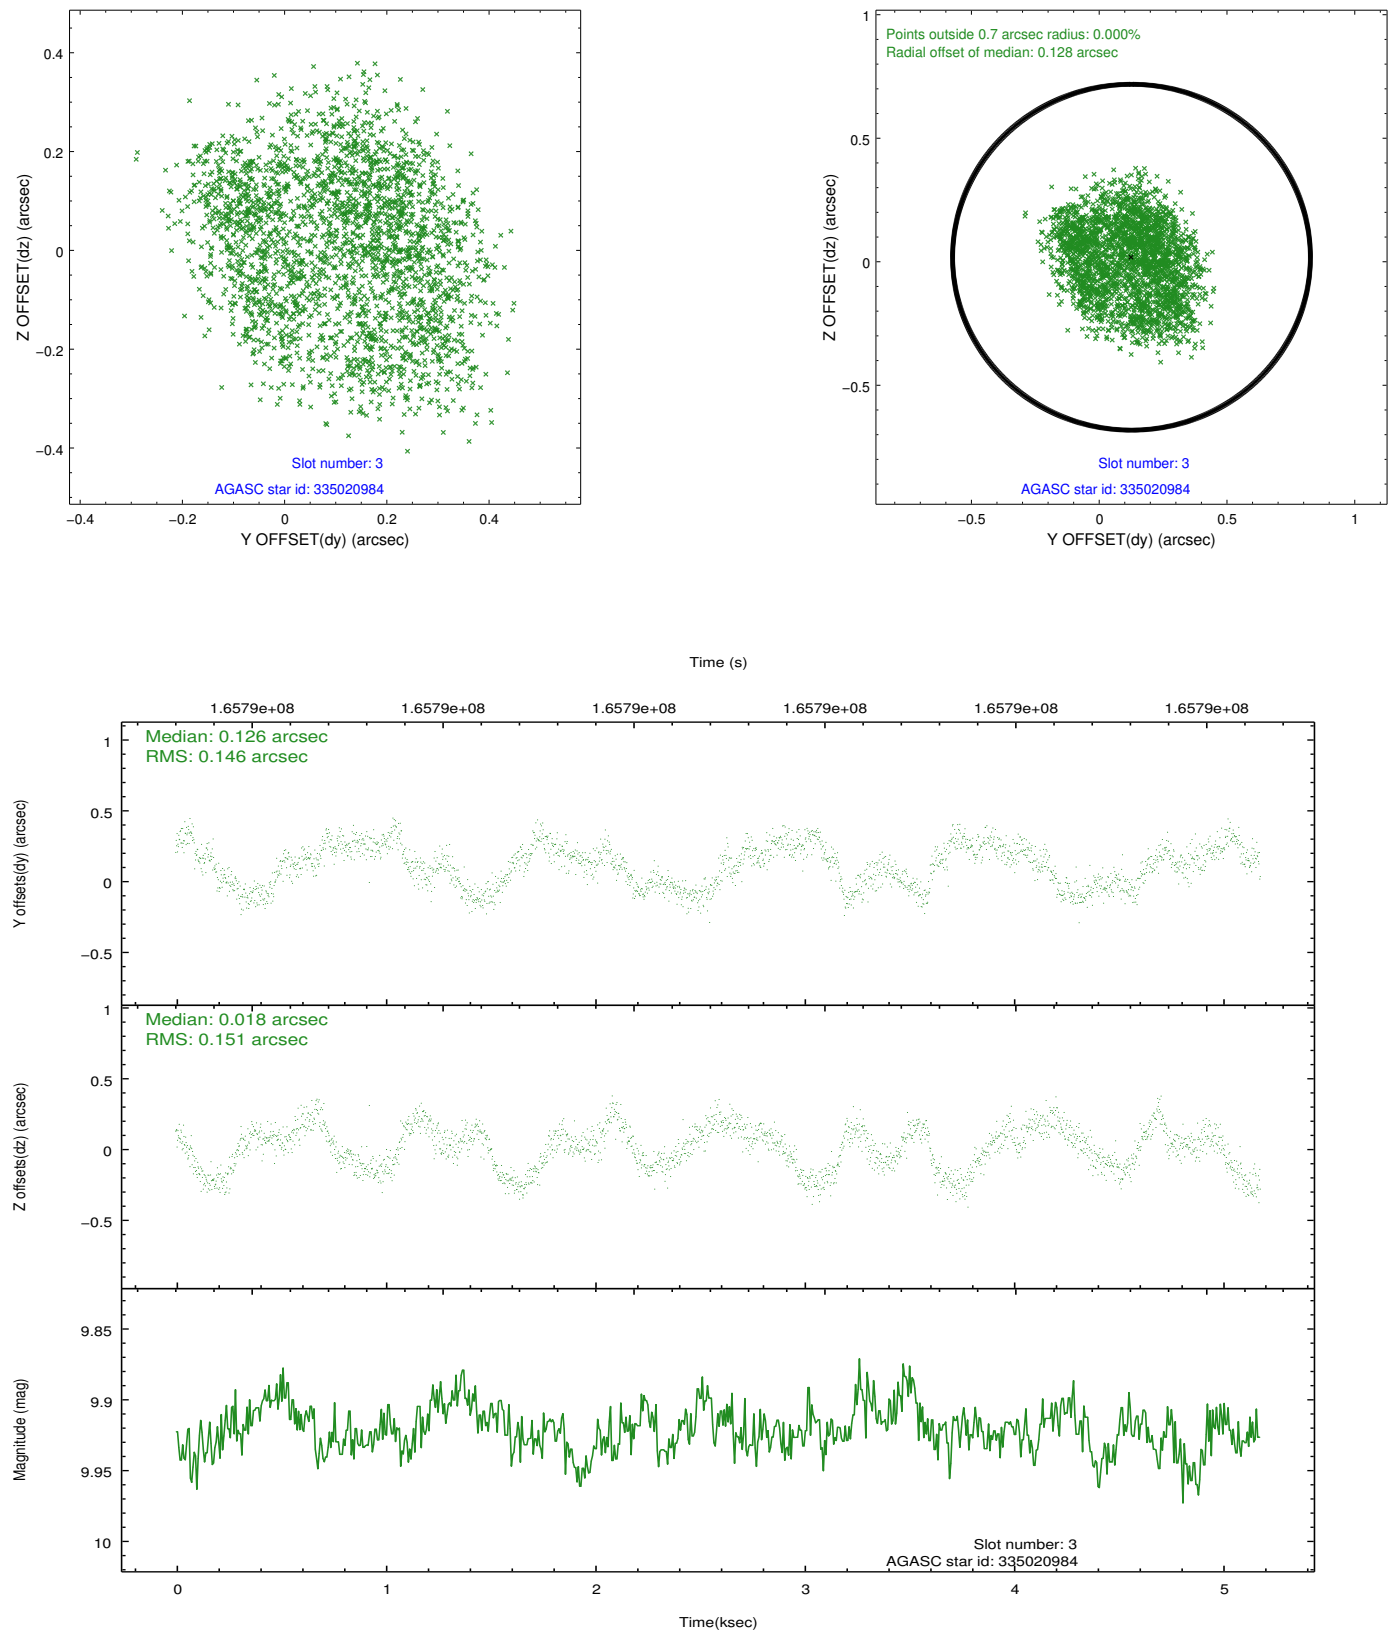 0.4
0.2
0
−0.2
−0.4
Z OFFSET(dz) (arcsec)
Slot number: 3
AGASC star id: 335020984
−0.4 −0.2 0 0.2 0.4
Y OFFSET(dy) (arcsec)
Points outside 0.7 arcsec radius: 0.000%
Radial offset of median: 0.128 arcsec
1
0.5
0
−0.5
Z OFFSET(dz) (arcsec)
Slot number: 3
AGASC star id: 335020984
−0.5 0 0.5 1
Y OFFSET(dy) (arcsec)
Time (s)
1.6579e+08 1.6579e+08 1.6579e+08 1.6579e+08 1.6579e+08 1.6579e+08
Median: 0.126 arcsec
RMS: 0.146 arcsec
1
0.5
0
−0.5
Y offsets(dy) (arcsec)
Median: 0.018 arcsec
RMS: 0.151 arcsec
1
0.5
0
−0.5
Z offsets(dz) (arcsec)
9.85
9.9
9.95
10
Magnitude (mag)
Slot number: 3
AGASC star id: 335020984
0 1 2 3 4 5
Time(ksec)